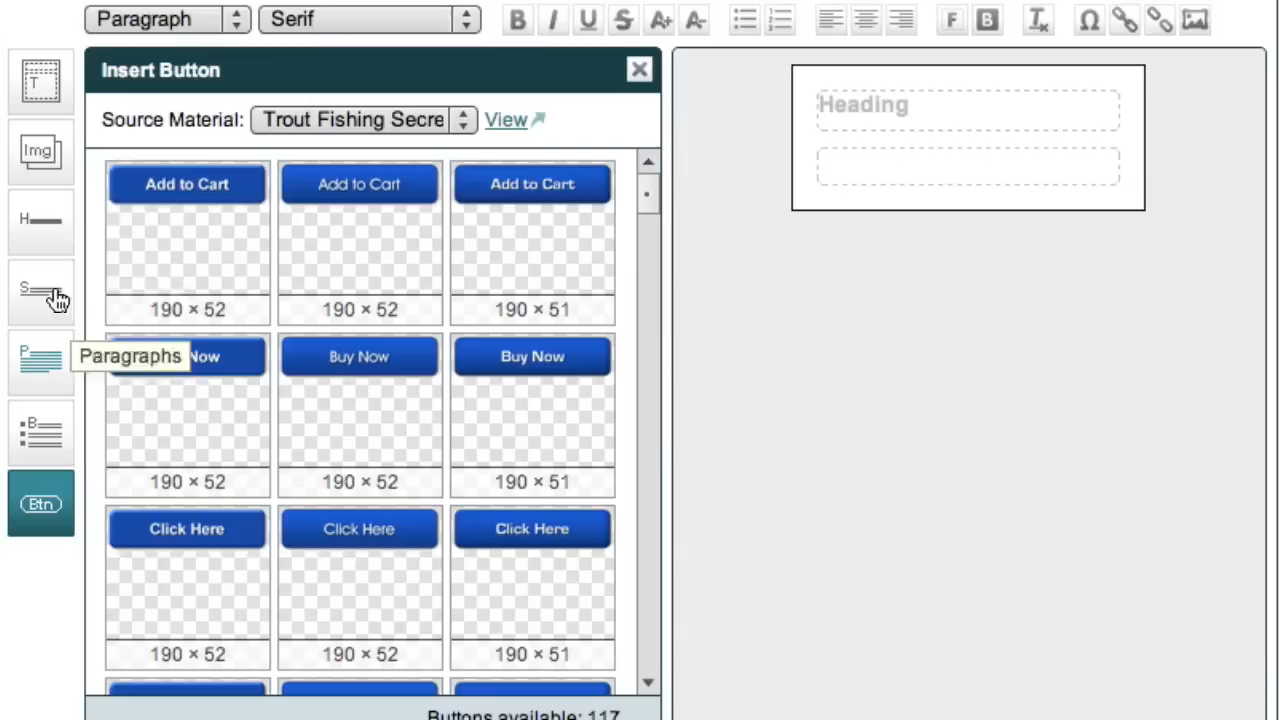 Paragraph Serif B I U S A+ A- F B Ω
T
Insert Button
Img
Source Material: Trout Fishing Secre View
Heading
Add to Cart Add to Cart Add to Cart
H
S
190 × 52 190 × 52 190 × 51
P
Paragraphs Now Buy Now Buy Now
B
190 × 52 190 × 52 190 × 51
Btn
Click Here Click Here Click Here
190 × 52 190 × 52 190 × 51
Buttons available: 117